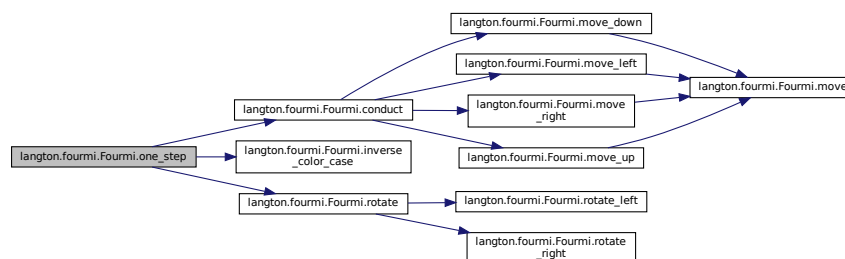 langton.fourmi.Fourmi.move_down
langton.fourmi.Fourmi.move_left
langton.fourmi.Fourmi.move
langton.fourmi.Fourmi.conduct
langton.fourmi.Fourmi.move
_right
langton.fourmi.Fourmi.one_step
langton.fourmi.Fourmi.inverse
_color_case
langton.fourmi.Fourmi.move_up
langton.fourmi.Fourmi.rotate
langton.fourmi.Fourmi.rotate_left
langton.fourmi.Fourmi.rotate
_right